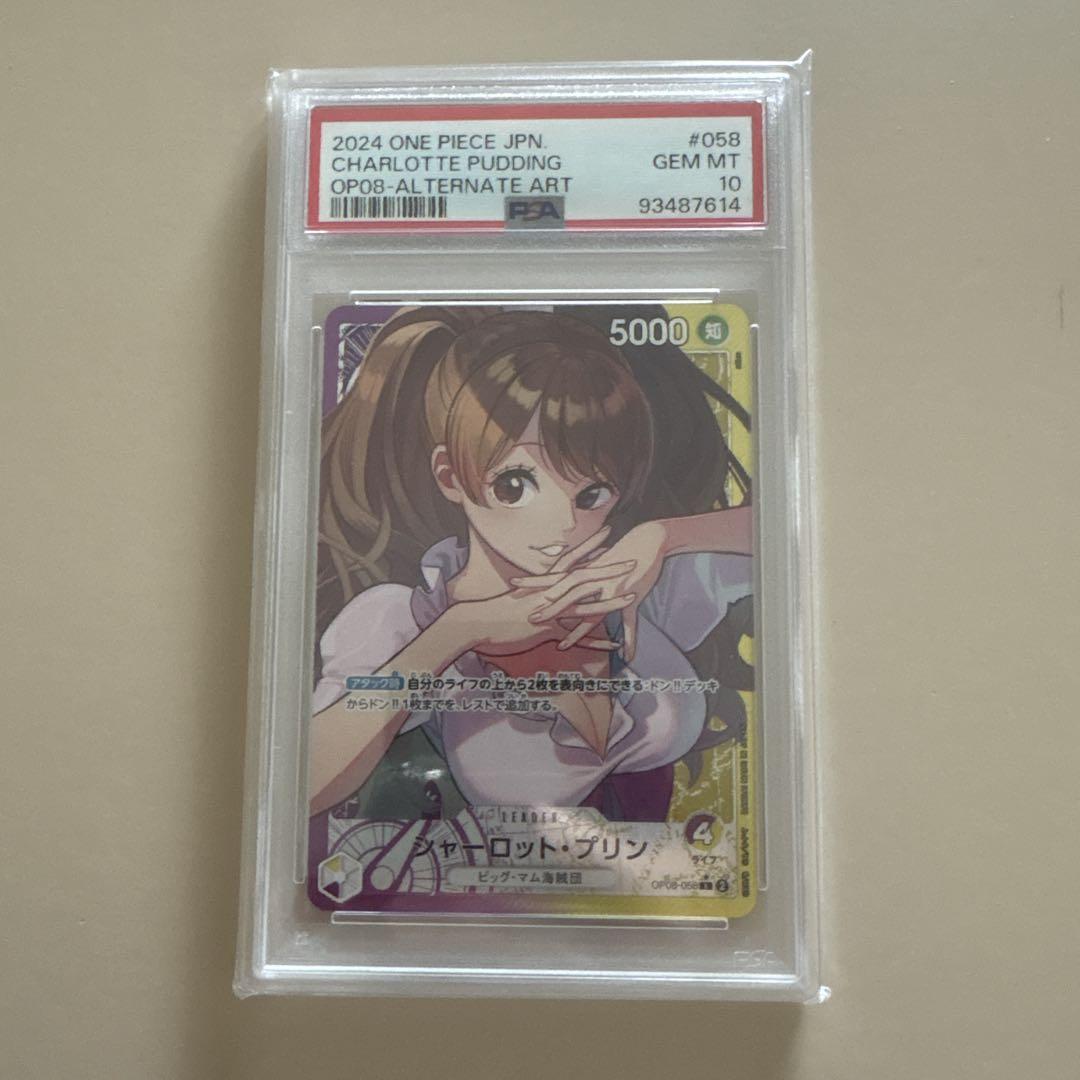 2024 ONE PIECE JPN.
#058
CHARLOTTE PUDDING
GEM MT
OP08-ALTERNATE ART
10
PSA
93487614
5000
知
アタック時 自分のライフの上から2枚を表向きにできる:ドン!!デッキ
からドン!!1枚までを、レストで追加する。
LEADER
4
シャーロット・プリン
ライフ
ビッグ・マム海賊団
OP08-058 L
PSA